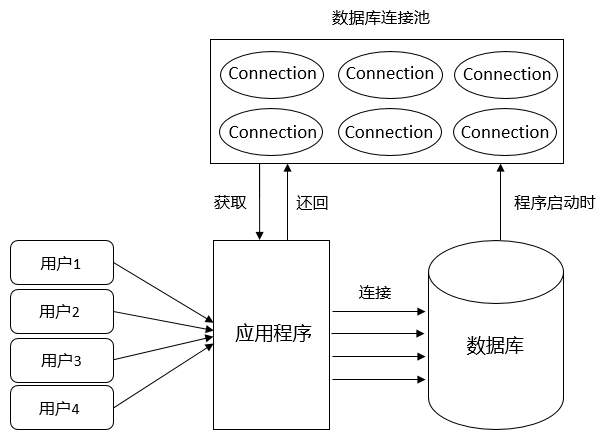 数据库连接池
Connection Connection Connection
Connection Connection Connection
获取 还回 程序启动时
用户1
用户2
用户3
用户4
应用程序
连接
数据库